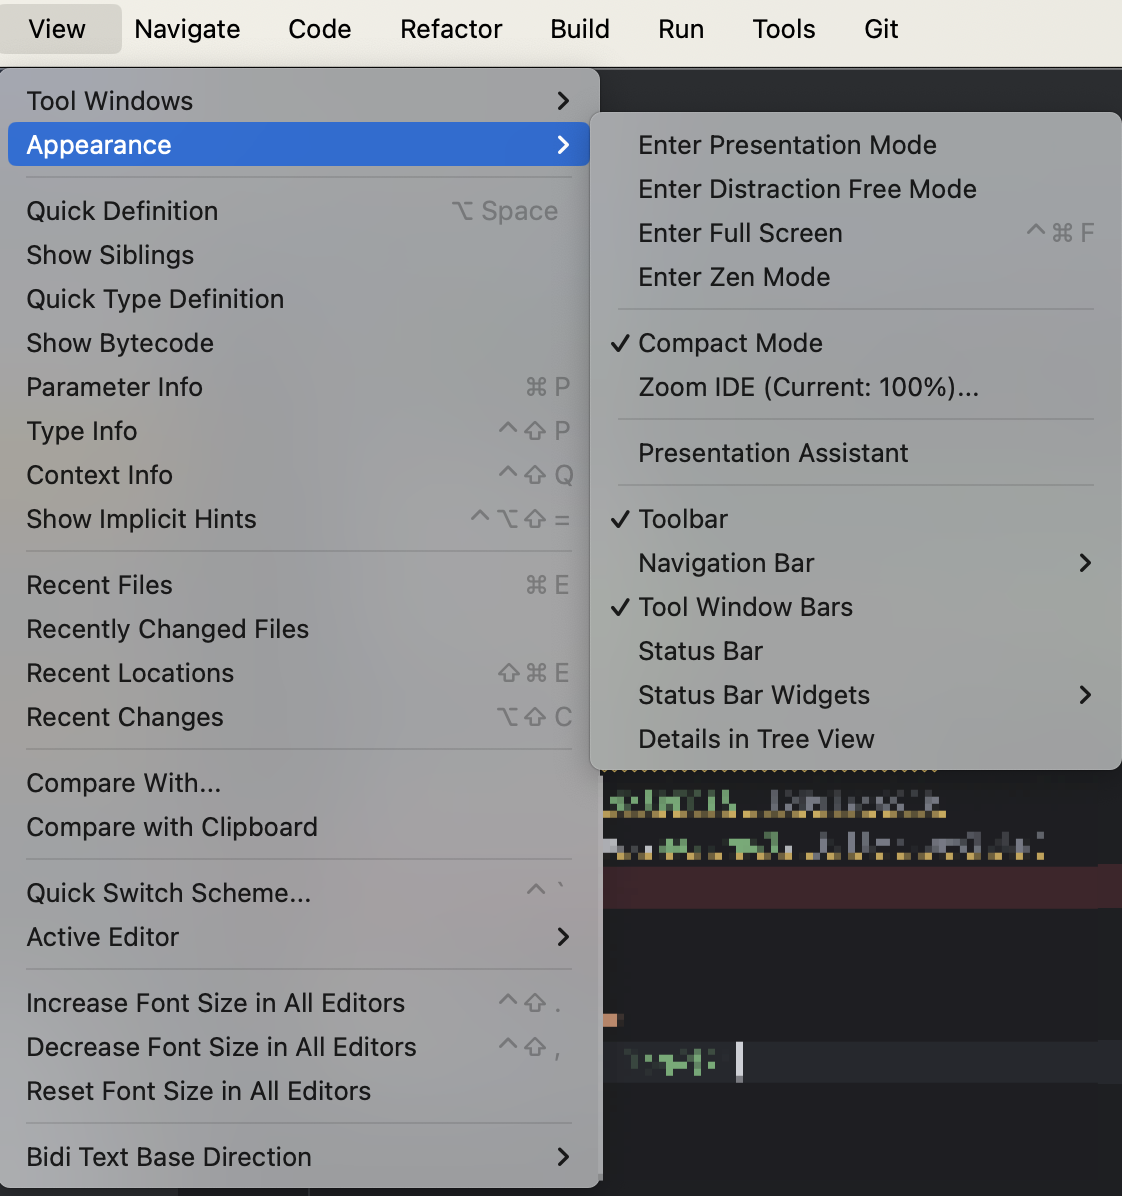 View Navigate Code Refactor Build Run Tools Git
Tool Windows
Appearance
Quick Definition ⌥ Space
Show Siblings
Quick Type Definition
Show Bytecode
Parameter Info ⌘ P
Type Info ^⇧ P
Context Info ^⇧ Q
Show Implicit Hints ^⌥⇧ =
Recent Files ⌘ E
Recently Changed Files
Recent Locations ⇧⌘ E
Recent Changes ⌥⇧ C
Compare With...
Compare with Clipboard
Quick Switch Scheme... ^ `
Active Editor
Increase Font Size in All Editors ^⇧ .
Decrease Font Size in All Editors ^⇧ ,
Reset Font Size in All Editors
Bidi Text Base Direction
Enter Presentation Mode
Enter Distraction Free Mode
Enter Full Screen ^⌘ F
Enter Zen Mode
✓ Compact Mode
Zoom IDE (Current: 100%)...
Presentation Assistant
✓ Toolbar
Navigation Bar
✓ Tool Window Bars
Status Bar
Status Bar Widgets
Details in Tree View